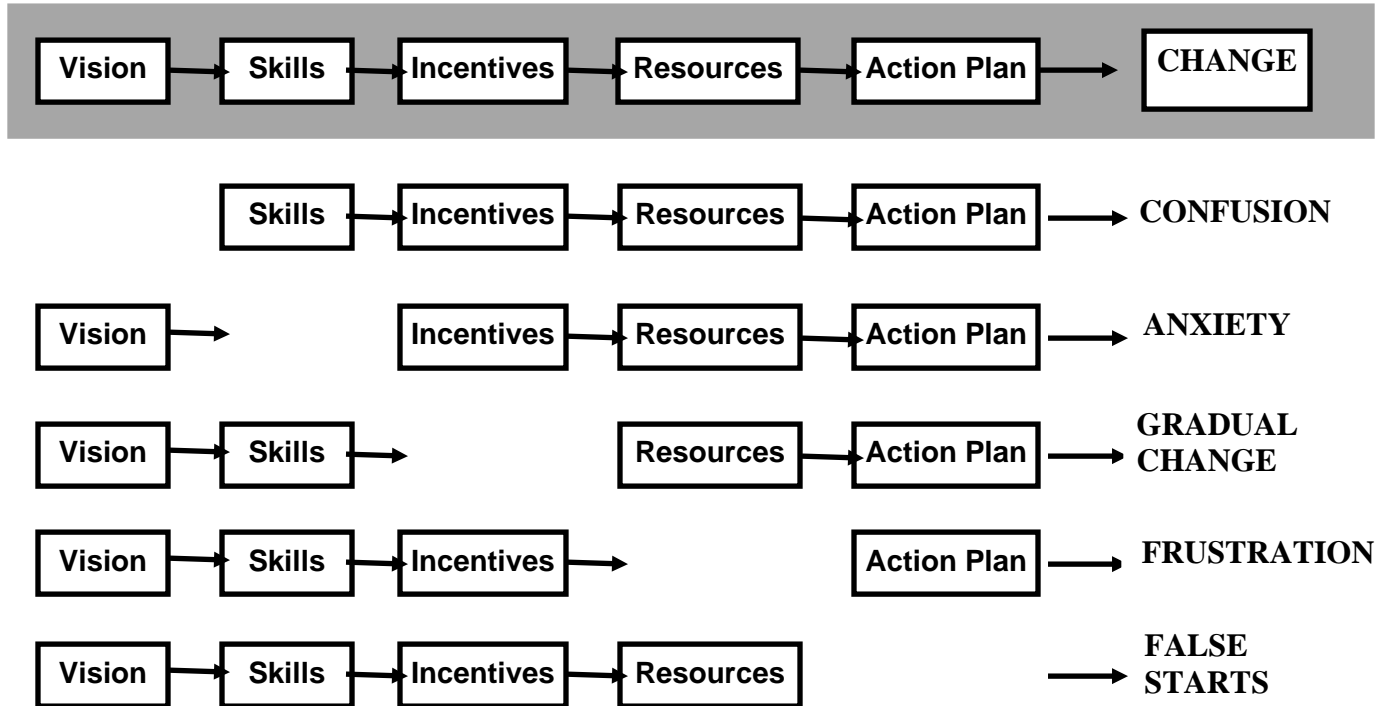 Vision Skills Incentives Resources Action Plan CHANGE
Skills Incentives Resources Action Plan CONFUSION
Vision Incentives Resources Action Plan ANXIETY
Vision Skills Resources Action Plan GRADUAL
CHANGE
Vision Skills Incentives Action Plan FRUSTRATION
Vision Skills Incentives Resources FALSE
STARTS